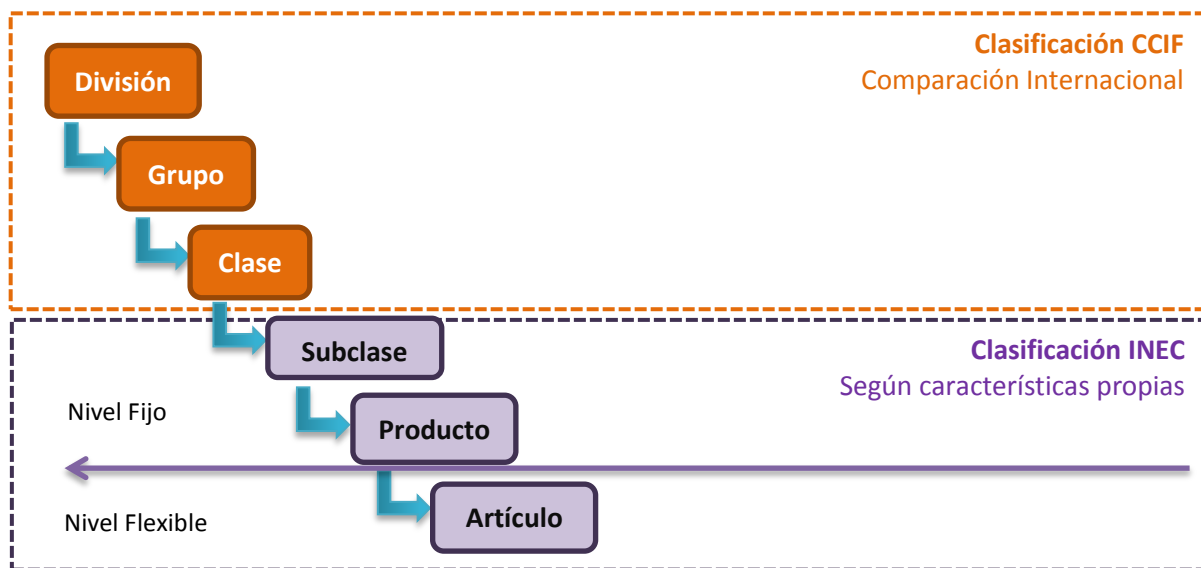 Clasificación CCIF
Comparación Internacional
División
Grupo
Clase
Subclase
Clasificación INEC
Según características propias
Nivel Fijo
Producto
Nivel Flexible
Artículo